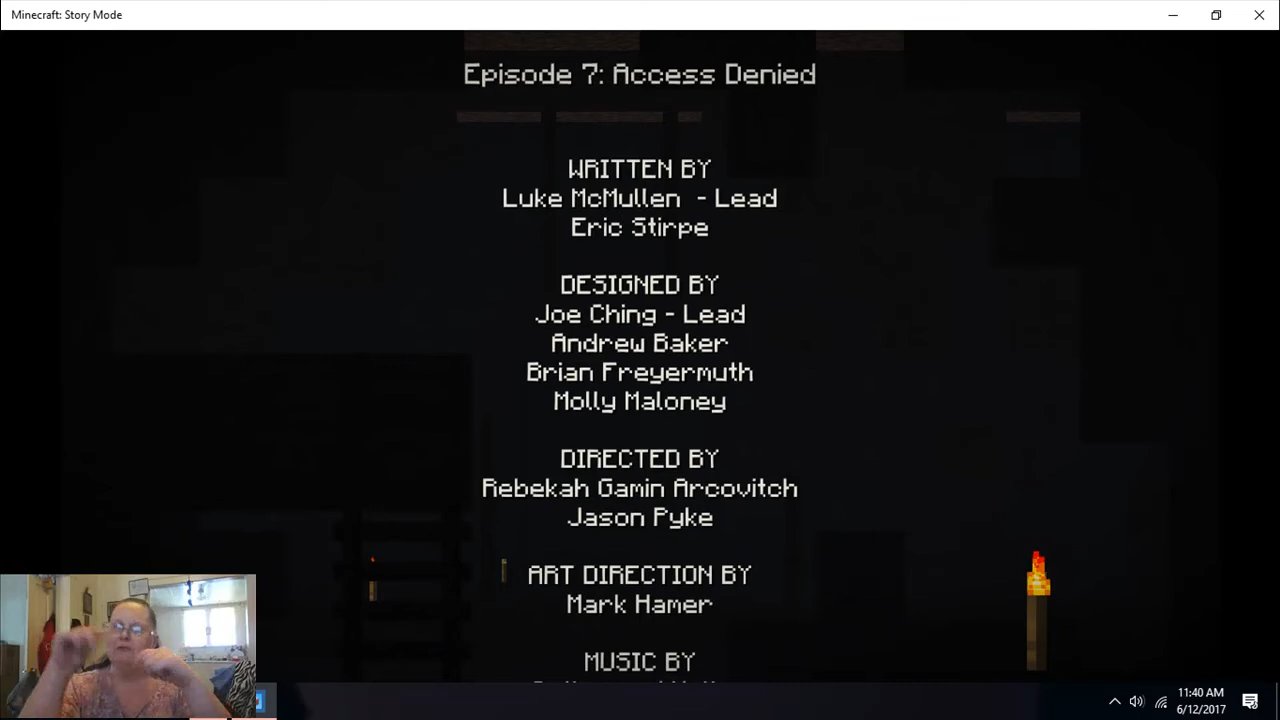 Minecraft: Story Mode
Episode 7: Access Denied
WRITTEN BY
Luke McMullen - Lead
Eric Stirpe
DESIGNED BY
Joe Ching - Lead
Andrew Baker
Brian Freyermuth
Molly Maloney
DIRECTED BY
Rebekah Gamin Arcovitch
Jason Pyke
ART DIRECTION BY
Mark Hamer
MUSIC BY
11:40 AM
6/12/2017